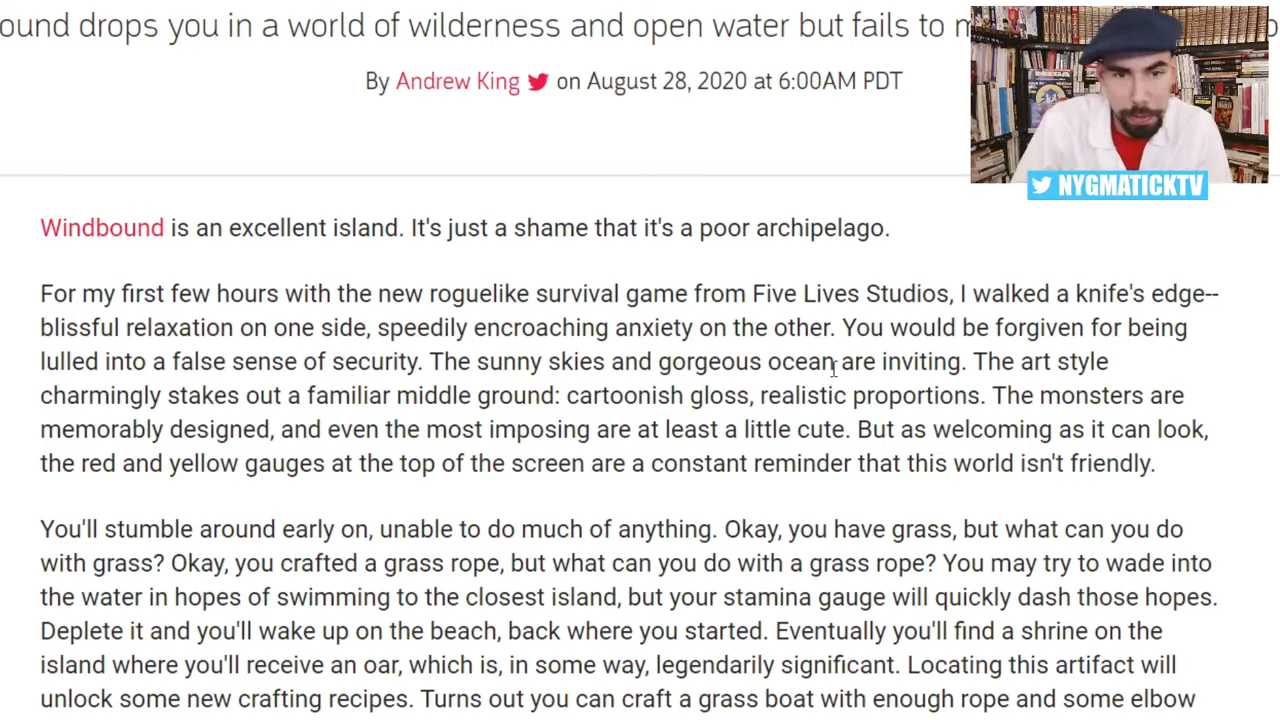 ound drops you in a world of wilderness and open water but fails to
By Andrew King on August 28, 2020 at 6:00AM PDT
MEGA
NYGMATICKTV
Windbound is an excellent island. It's just a shame that it's a poor archipelago.
For my first few hours with the new roguelike survival game from Five Lives Studios, I walked a knife's edge--
blissful relaxation on one side, speedily encroaching anxiety on the other. You would be forgiven for being
lulled into a false sense of security. The sunny skies and gorgeous ocean are inviting. The art style
charmingly stakes out a familiar middle ground: cartoonish gloss, realistic proportions. The monsters are
memorably designed, and even the most imposing are at least a little cute. But as welcoming as it can look,
the red and yellow gauges at the top of the screen are a constant reminder that this world isn't friendly.
You'll stumble around early on, unable to do much of anything. Okay, you have grass, but what can you do
with grass? Okay, you crafted a grass rope, but what can you do with a grass rope? You may try to wade into
the water in hopes of swimming to the closest island, but your stamina gauge will quickly dash those hopes.
Deplete it and you'll wake up on the beach, back where you started. Eventually you'll find a shrine on the
island where you'll receive an oar, which is, in some way, legendarily significant. Locating this artifact will
unlock some new crafting recipes. Turns out you can craft a grass boat with enough rope and some elbow